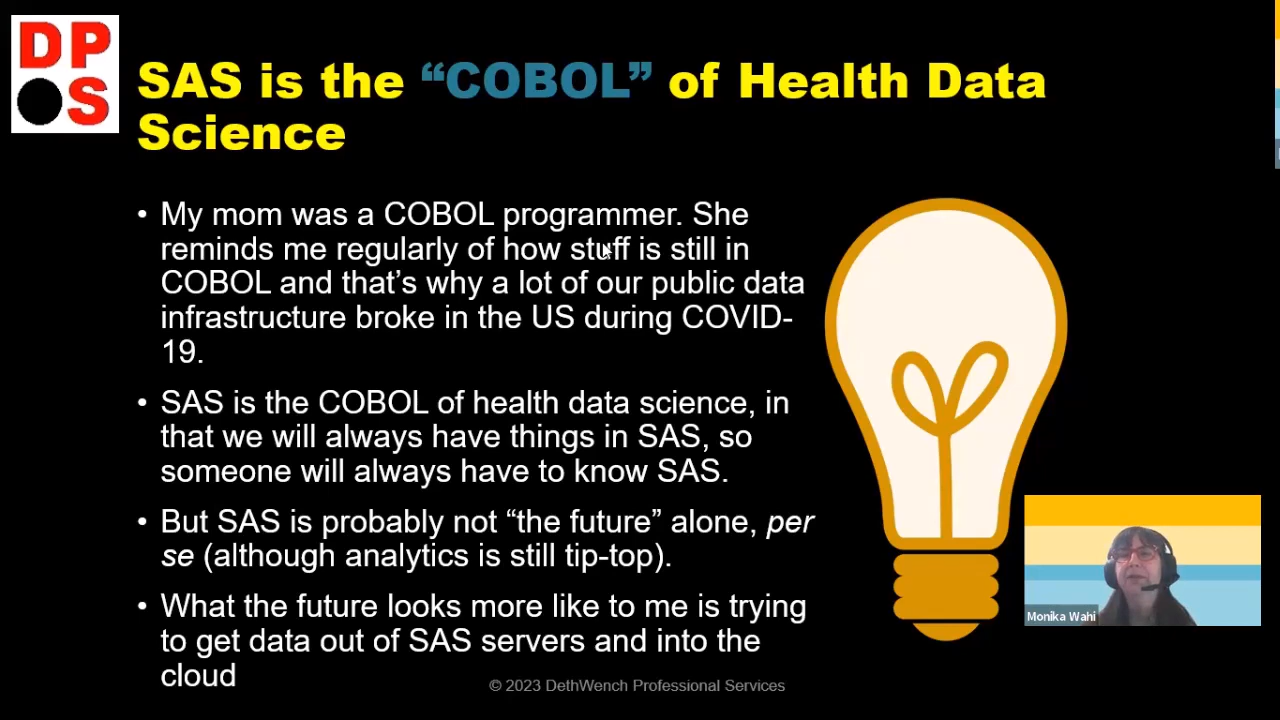 DP
S
SAS is the “COBOL” of Health Data
Science
• My mom was a COBOL programmer. She
reminds me regularly of how stuff is still in
COBOL and that’s why a lot of our public data
infrastructure broke in the US during COVID-
19.
• SAS is the COBOL of health data science, in
that we will always have things in SAS, so
someone will always have to know SAS.
• But SAS is probably not “the future” alone, per
se (although analytics is still tip-top).
• What the future looks more like to me is trying
to get data out of SAS servers and into the
cloud
Monika Wahi
© 2023 DethWench Professional Services